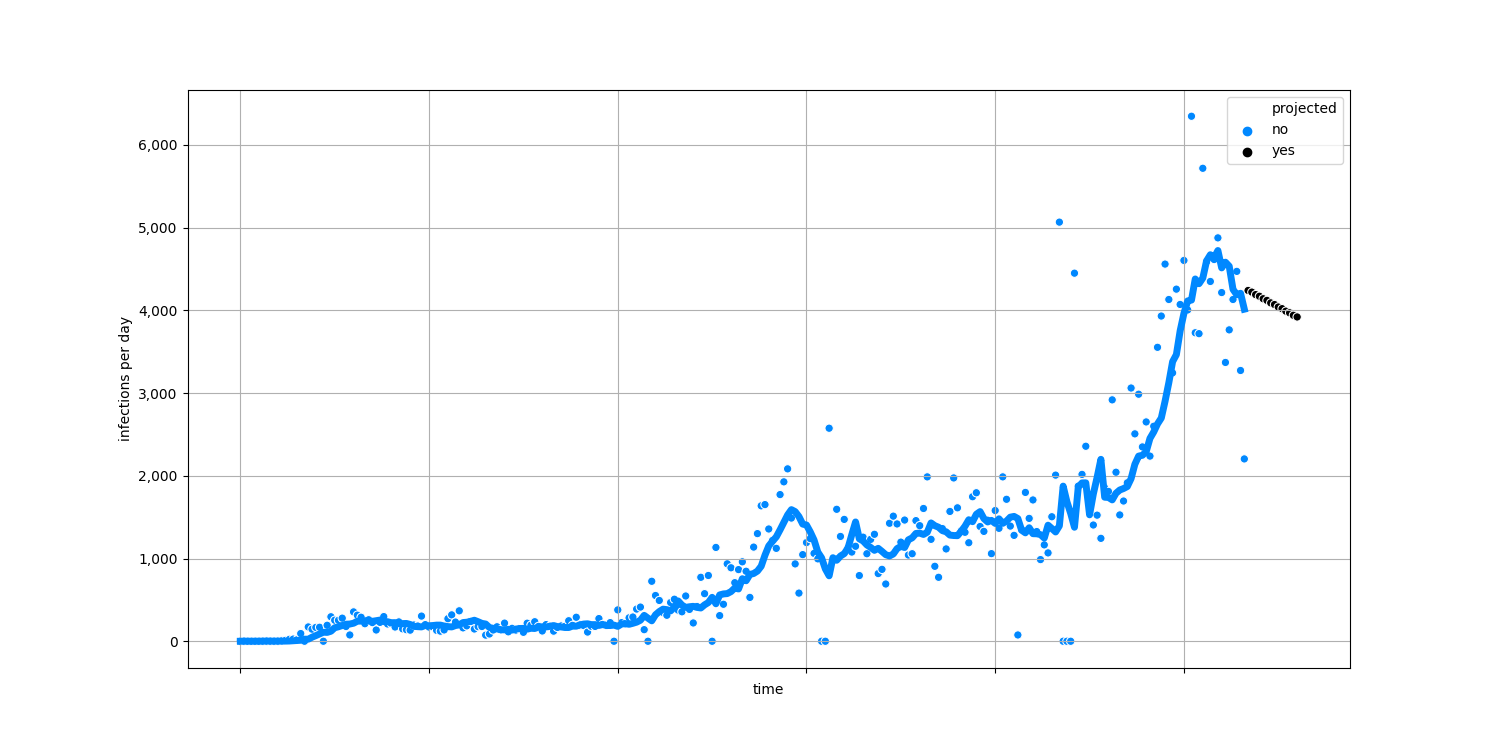 projected
no
yes
6,000
5,000
4,000
3,000
2,000
1,000
0
infections per day
time